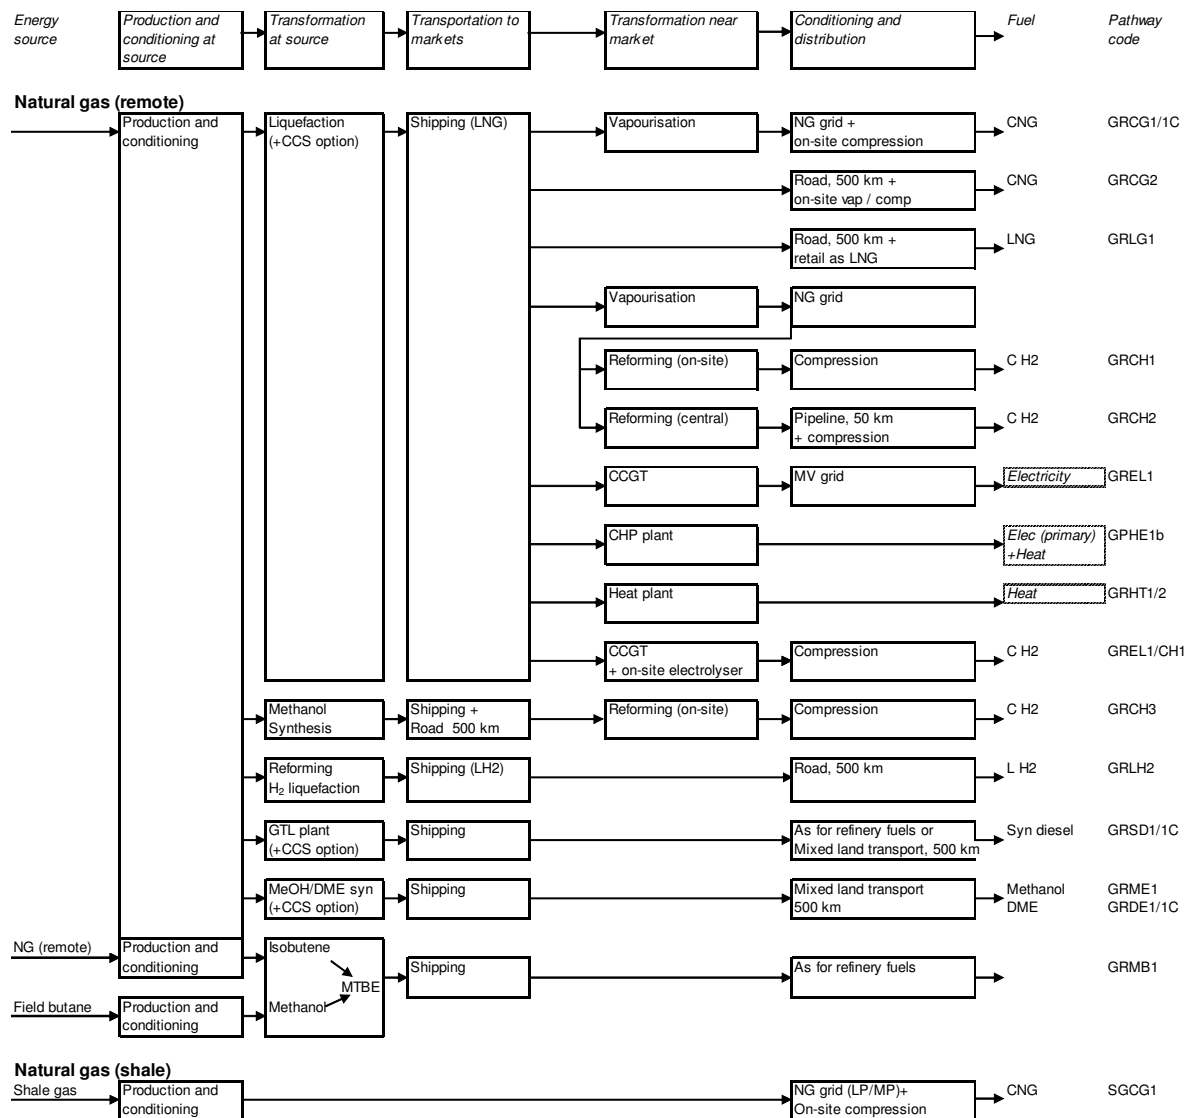 Energy source
Production and conditioning at source
Transformation at source
Transportation to markets
Transformation near market
Conditioning and distribution
Fuel
Pathway code
Natural gas (remote)
Production and conditioning
Liquefaction (+CCS option)
Shipping (LNG)
Vapourisation
NG grid + on-site compression
CNG
GRCG1/1C
Road, 500 km + on-site vap / comp
CNG
GRCG2
Road, 500 km + retail as LNG
LNG
GRLG1
Vapourisation
NG grid
Reforming (on-site)
Compression
C H2
GRCH1
Reforming (central)
Pipeline, 50 km + compression
C H2
GRCH2
CCGT
MV grid
Electricity
GREL1
CHP plant
Elec (primary) +Heat
GPHE1b
Heat plant
Heat
GRHT1/2
CCGT + on-site electrolyser
Compression
C H2
GREL1/CH1
Methanol Synthesis
Shipping + Road 500 km
Reforming (on-site)
Compression
C H2
GRCH3
Reforming H₂ liquefaction
Shipping (LH2)
Road, 500 km
L H2
GRLH2
GTL plant (+CCS option)
Shipping
As for refinery fuels or Mixed land transport, 500 km
Syn diesel
GRSD1/1C
MeOH/DME syn (+CCS option)
Shipping
Mixed land transport 500 km
Methanol DME
GRME1 GRDE1/1C
NG (remote)
Production and conditioning
Isobutene
MTBE
Methanol
Shipping
As for refinery fuels
GRMB1
Field butane
Production and conditioning
Natural gas (shale)
Shale gas
Production and conditioning
NG grid (LP/MP)+ On-site compression
CNG
SGCG1